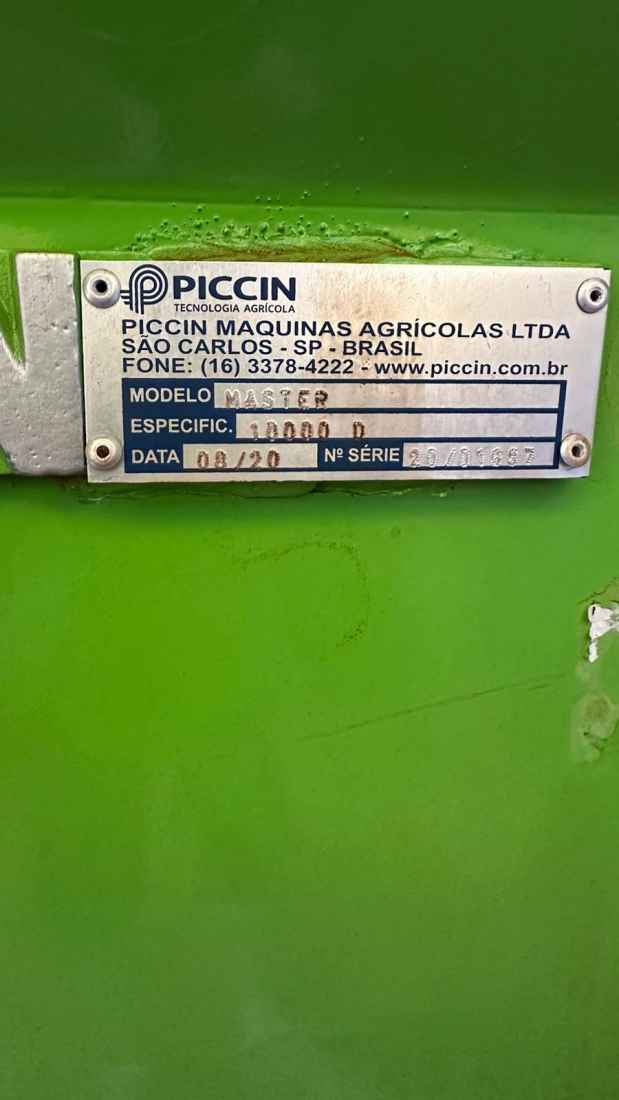 PICCIN
TECNOLOGIA AGRÍCOLA
PICCIN MAQUINAS AGRÍCOLAS LTDA
SÃO CARLOS - SP - BRASIL
FONE: (16) 3378-4222 - www.piccin.com.br
MODELO MASTER
ESPECIFIC. 10000 D
DATA 08/20 Nº SÉRIE